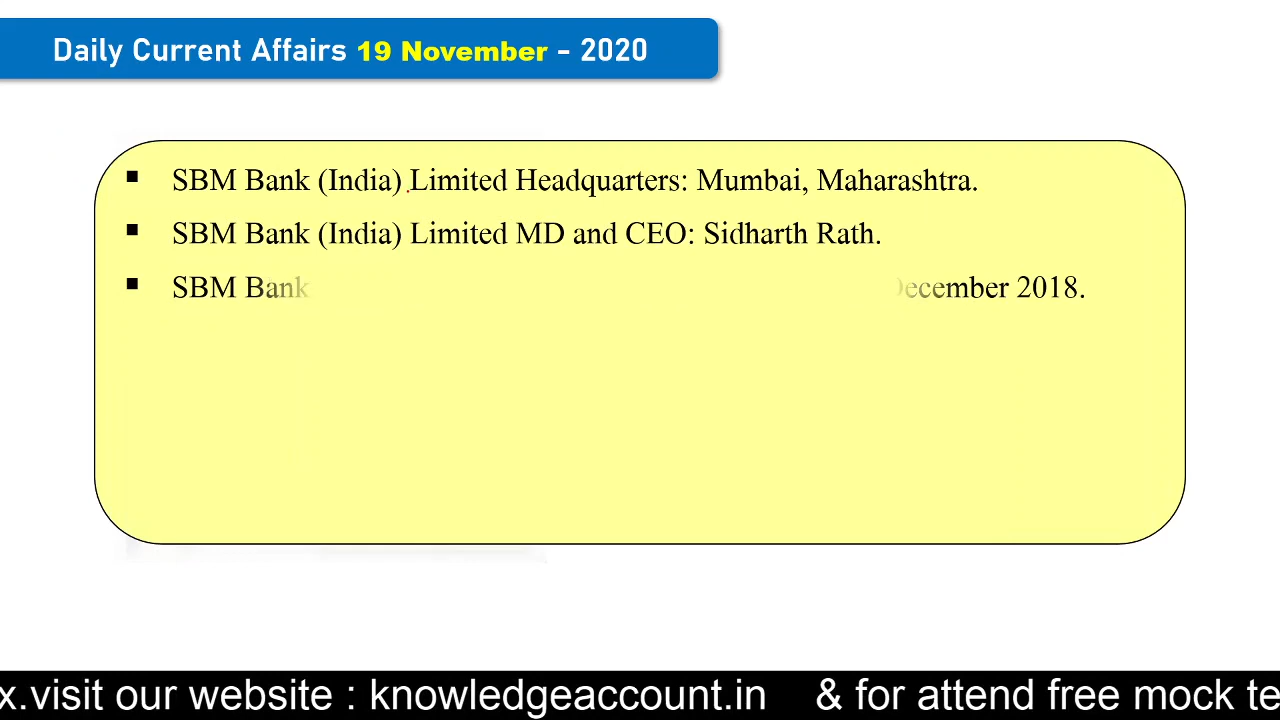 Daily Current Affairs 19 November - 2020
▪ SBM Bank (India) Limited Headquarters: Mumbai, Maharashtra.
▪ SBM Bank (India) Limited MD and CEO: Sidharth Rath.
▪ SBM Bank December 2018.
x.visit our website : knowledgeaccount.in & for attend free mock te